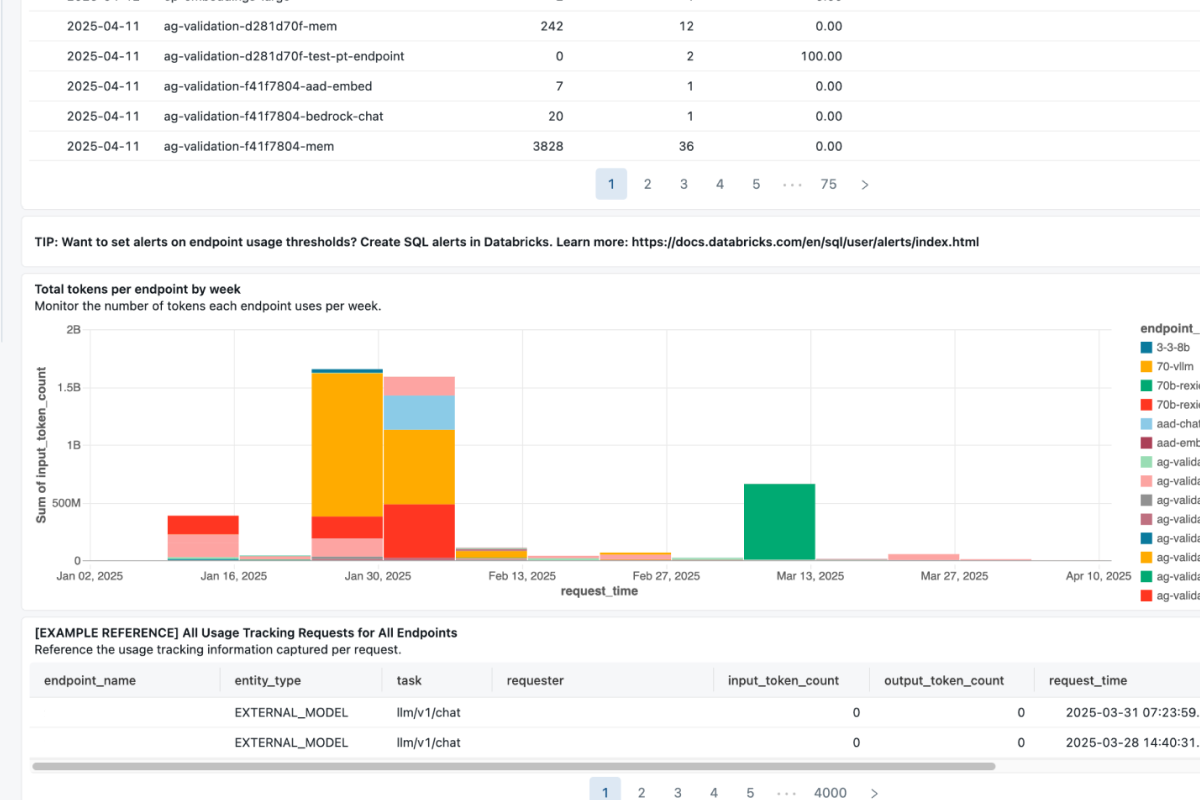 2025-04-11 ag-validation-d281d70f-mem 242 12 0.00
2025-04-11 ag-validation-d281d70f-test-pt-endpoint 0 2 100.00
2025-04-11 ag-validation-f41f7804-aad-embed 7 1 0.00
2025-04-11 ag-validation-f41f7804-bedrock-chat 20 1 0.00
2025-04-11 ag-validation-f41f7804-mem 3828 36 0.00
1 2 3 4 5 ··· 75 >
TIP: Want to set alerts on endpoint usage thresholds? Create SQL alerts in Databricks. Learn more: https://docs.databricks.com/en/sql/user/alerts/index.html
Total tokens per endpoint by week
Monitor the number of tokens each endpoint uses per week.
Sum of input_token_count
2B
1.5B
1B
500M
0
Jan 02, 2025 Jan 16, 2025 Jan 30, 2025 Feb 13, 2025 Feb 27, 2025 Mar 13, 2025 Mar 27, 2025 Apr 10, 2025
request_time
endpoint_
3-3-8b
70-vllm
70b-rexi
70b-rexi
aad-chat
aad-emb
ag-valida
ag-valida
ag-valida
ag-valida
ag-valida
ag-valida
ag-valida
ag-valida
[EXAMPLE REFERENCE] All Usage Tracking Requests for All Endpoints
Reference the usage tracking information captured per request.
endpoint_name entity_type task requester input_token_count output_token_count request_time
EXTERNAL_MODEL llm/v1/chat 0 0 2025-03-31 07:23:59.
EXTERNAL_MODEL llm/v1/chat 0 0 2025-03-28 14:40:31.
1 2 3 4 5 ··· 4000 >